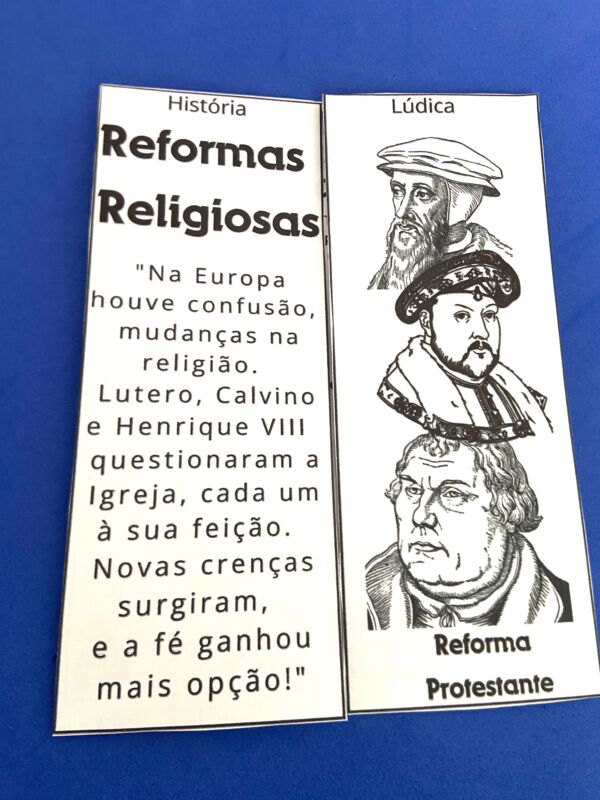 História
Reformas
Religiosas
"Na Europa
houve confusão,
mudanças na
religião.
Lutero, Calvino
e Henrique VIII
questionaram a
Igreja, cada um
à sua feição.
Novas crenças
surgiram,
e a fé ganhou
mais opção!"
Lúdica
Reforma
Protestante